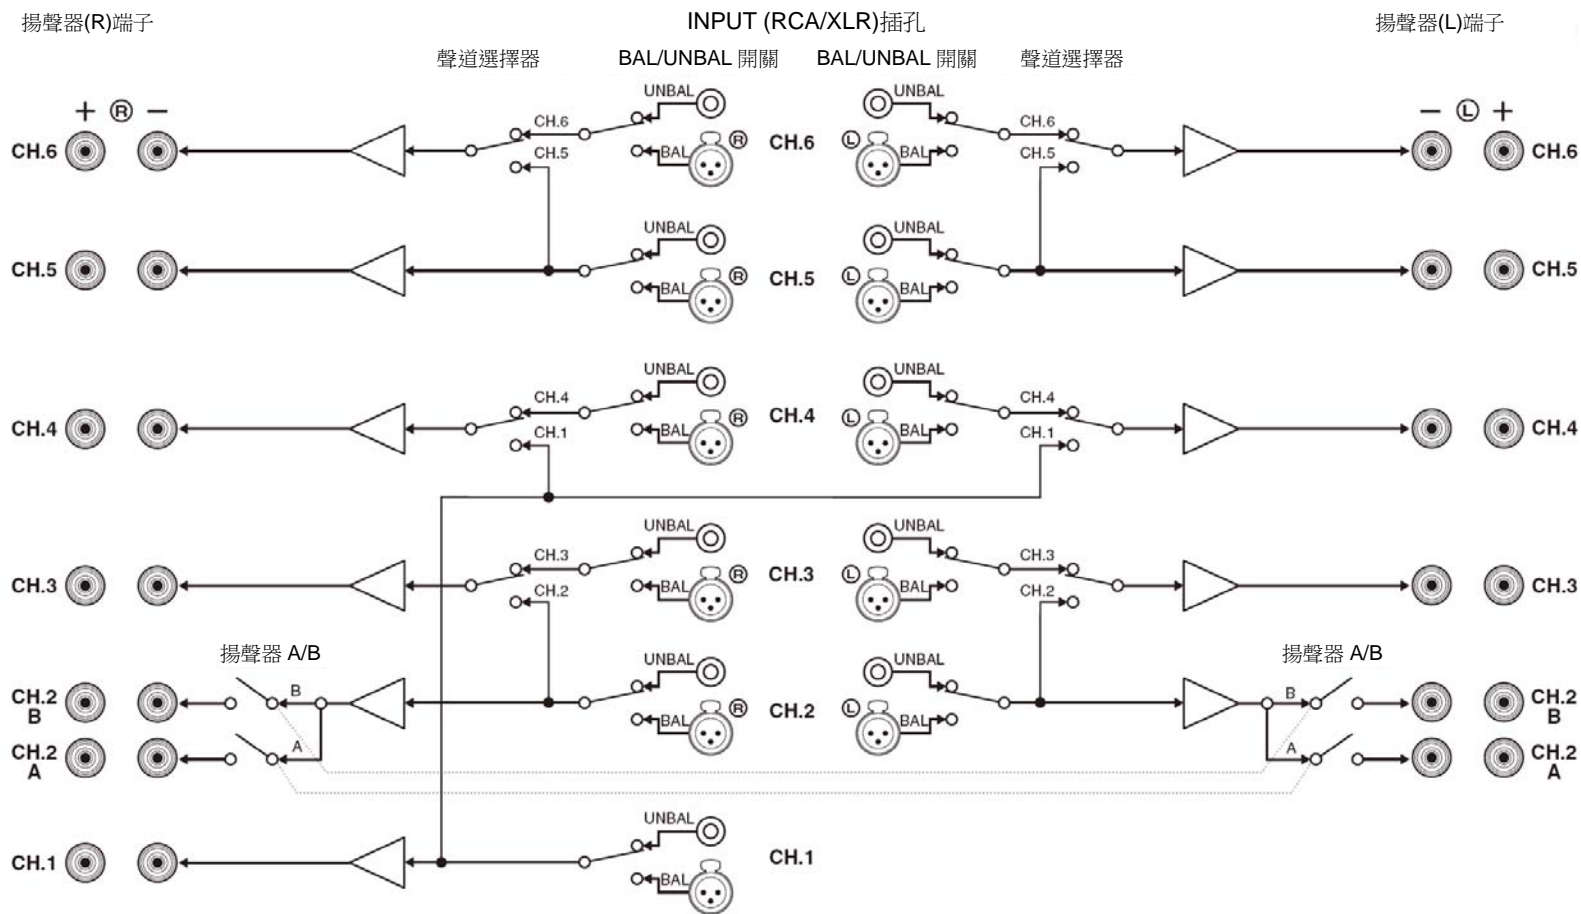 揚聲器(R)端子
INPUT (RCA/XLR)插孔
揚聲器(L)端子
聲道選擇器
BAL/UNBAL 開關
BAL/UNBAL 開關
聲道選擇器
+ Ⓡ −
− Ⓛ +
CH.6
CH.6
CH.5
UNBAL
BAL
Ⓡ
CH.6
Ⓛ
UNBAL
BAL
CH.6
CH.5
CH.6
CH.5
UNBAL
BAL
Ⓡ
CH.5
Ⓛ
UNBAL
BAL
CH.5
CH.4
CH.4
CH.1
UNBAL
BAL
Ⓡ
CH.4
Ⓛ
UNBAL
BAL
CH.4
CH.1
CH.4
CH.3
CH.3
CH.2
UNBAL
BAL
Ⓡ
CH.3
Ⓛ
UNBAL
BAL
CH.3
CH.2
CH.3
揚聲器 A/B
揚聲器 A/B
CH.2
B
B
UNBAL
BAL
Ⓡ
CH.2
Ⓛ
UNBAL
BAL
B
CH.2
B
CH.2
A
A
A
CH.2
A
CH.1
UNBAL
BAL
CH.1